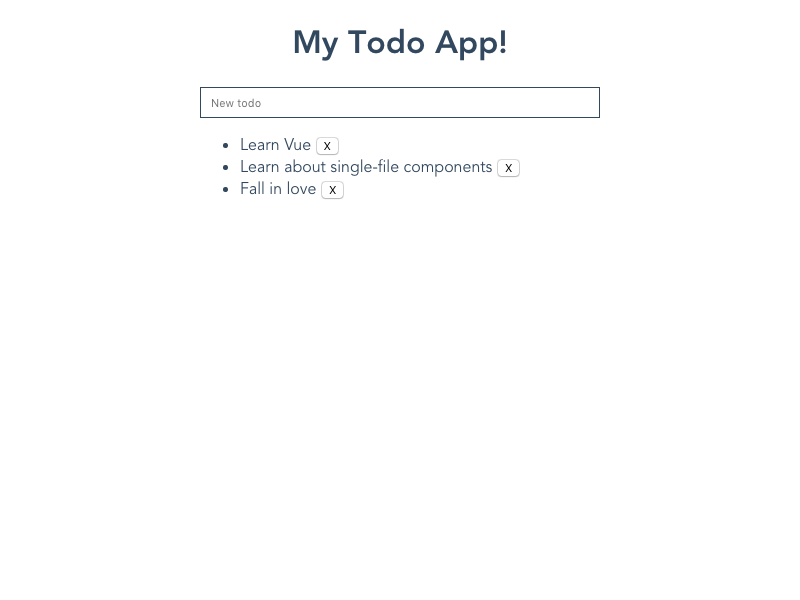 My Todo App!
New todo
Learn Vue X
Learn about single-file components X
Fall in love X